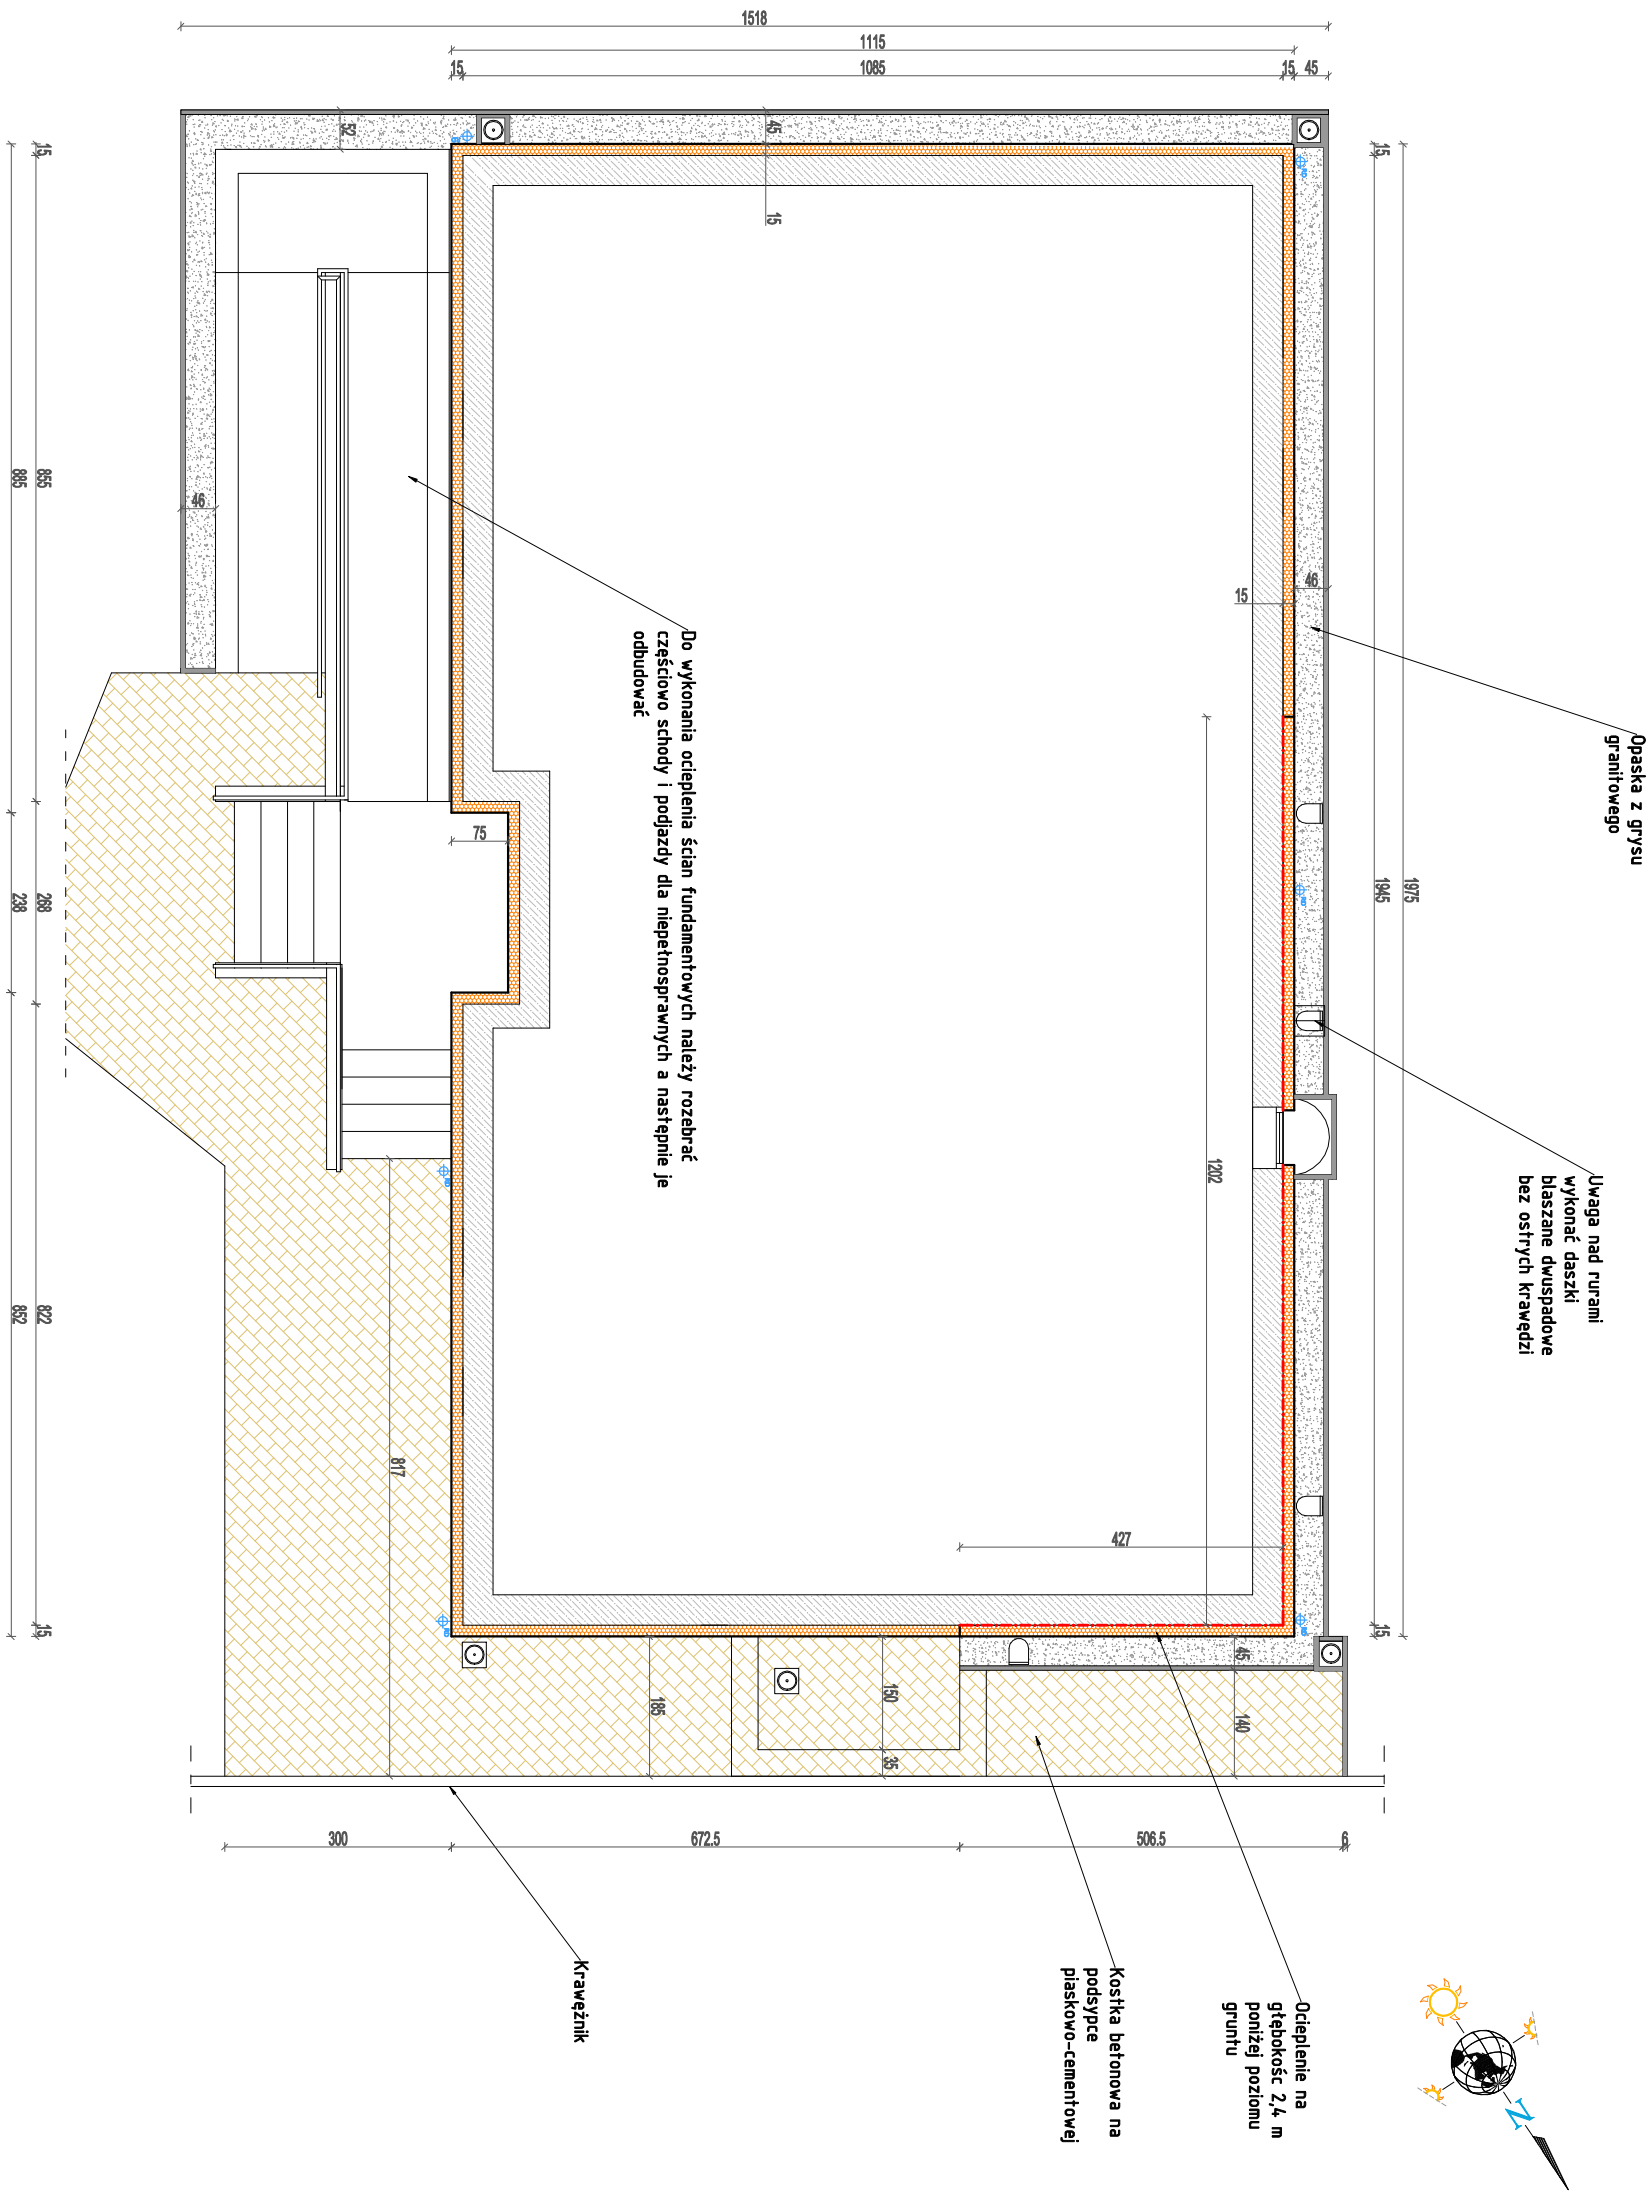 1518
1115
15
1085
15
45
52
45
15
15
15
885
855
46
15
46
15
1975
1945
Opaska z grysu
granitowego
Do wykonania ocieplenia ścian fundamentowych należy rozebrać
częściowo schody i podjazdy dla niepełnosprawnych a następnie je
odbudować
75
238
268
1202
Uwaga nad rurami
wykonać daszki
blaszane dwuspadowe
bez ostrych krawędzi
852
822
817
427
15
15
45
185
150
35
140
300
672.5
506.5
6
Krawężnik
Kostka betonowa na
podsypce
piaskowo-cementowej
Ocieplenie na
głębokośc 2,4 m
poniżej poziomu
gruntu
N